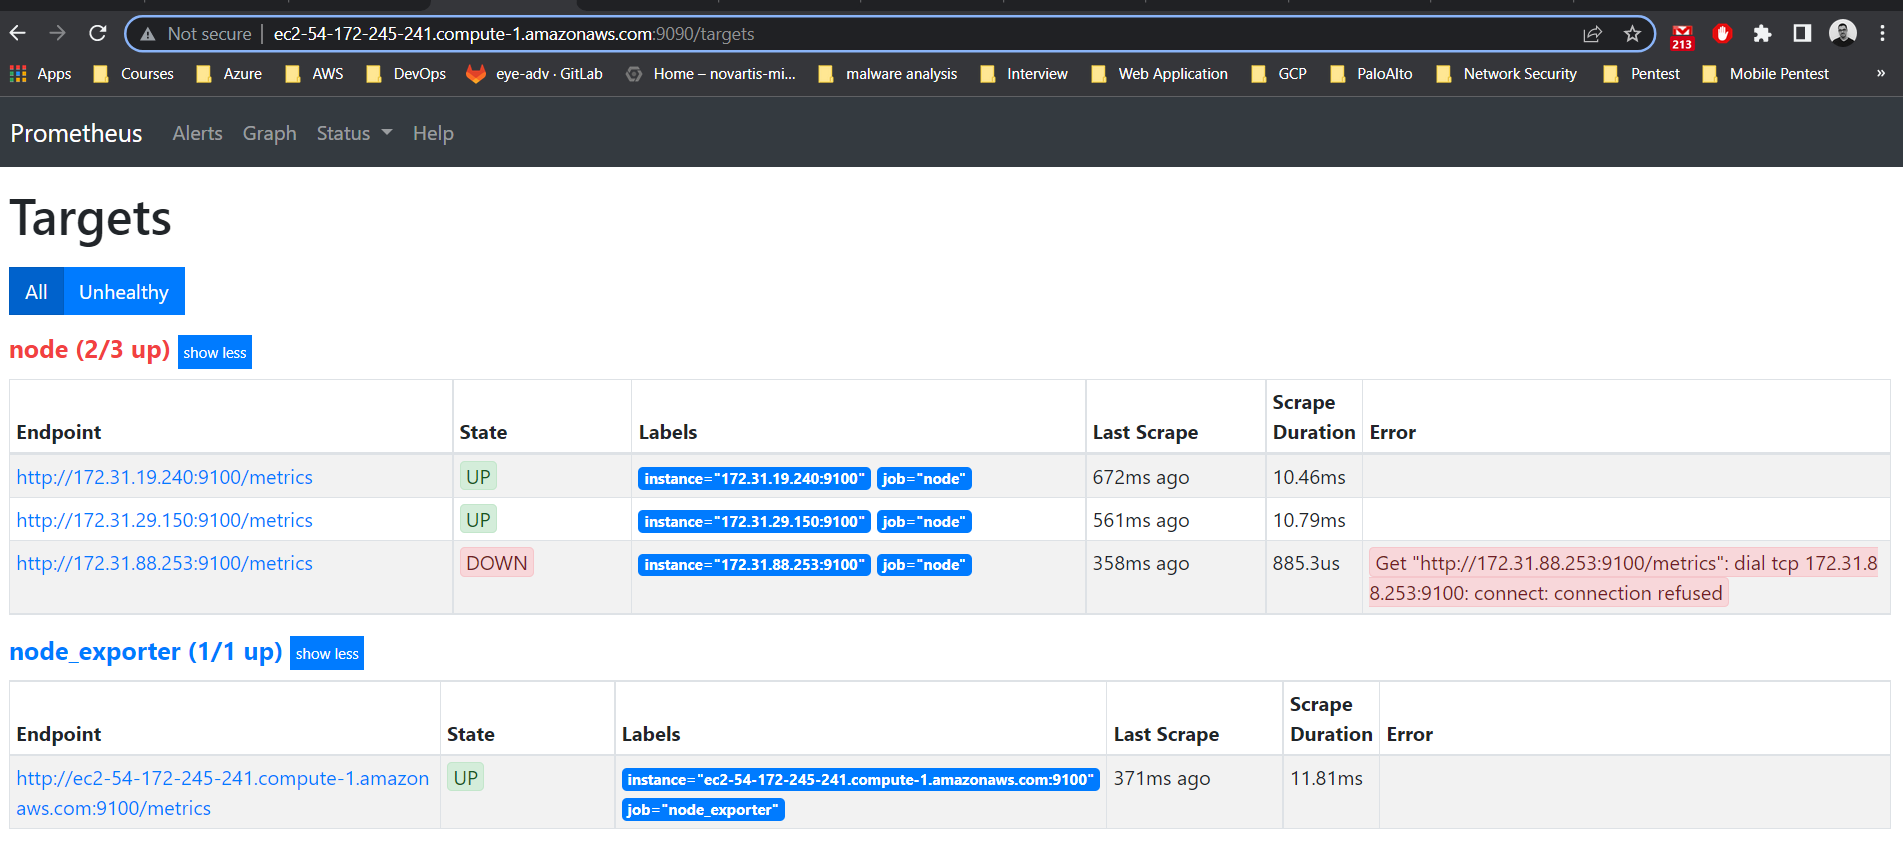 Not secure | ec2-54-172-245-241.compute-1.amazonaws.com:9090/targets
213
Apps Courses Azure AWS DevOps eye-adv · GitLab Home – novartis-mi... malware analysis Interview Web Application GCP PaloAlto Network Security Pentest Mobile Pentest »
Prometheus Alerts Graph Status Help
Targets
All Unhealthy
node (2/3 up) show less
Endpoint State Labels Last Scrape Scrape Duration Error
http://172.31.19.240:9100/metrics UP instance="172.31.19.240:9100" job="node" 672ms ago 10.46ms
http://172.31.29.150:9100/metrics UP instance="172.31.29.150:9100" job="node" 561ms ago 10.79ms
http://172.31.88.253:9100/metrics DOWN instance="172.31.88.253:9100" job="node" 358ms ago 885.3us Get "http://172.31.88.253:9100/metrics": dial tcp 172.31.8
8.253:9100: connect: connection refused
node_exporter (1/1 up) show less
Endpoint State Labels Last Scrape Scrape Duration Error
http://ec2-54-172-245-241.compute-1.amazon UP instance="ec2-54-172-245-241.compute-1.amazonaws.com:9100" 371ms ago 11.81ms
aws.com:9100/metrics job="node_exporter"